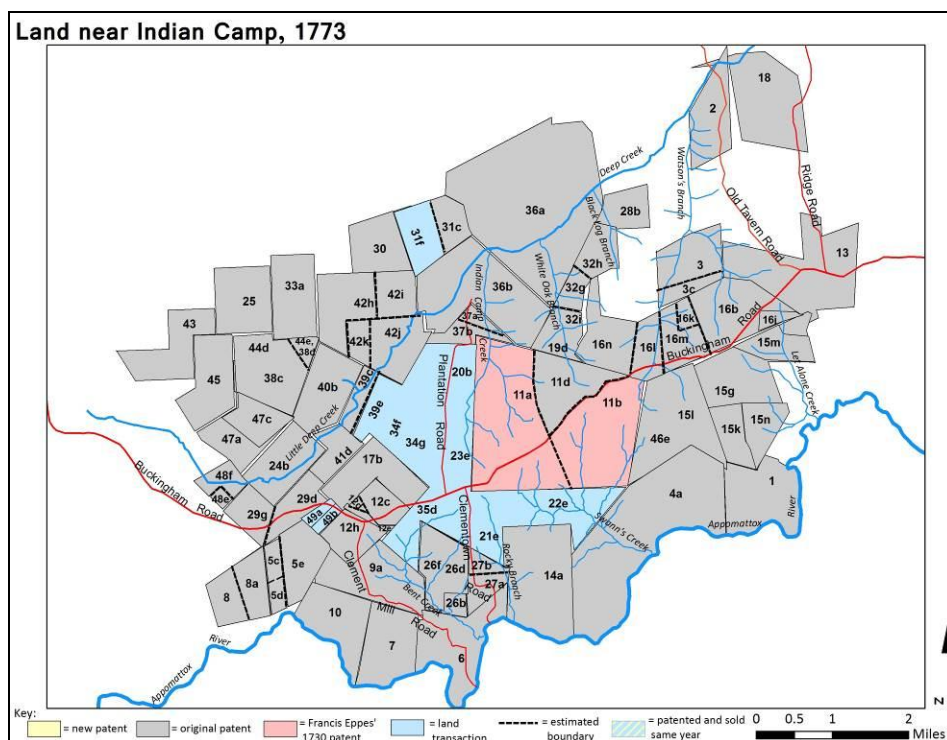 Land near Indian Camp, 1773
18
2
Deep Creek
Watson's Branch
Ridge Road
36a
Black Log Branch
28b
Old Tavern Road
31c
31f
30
13
3
32h
33a
25
42i
42h
Indian Camp Creek
36b
White Oak Branch
32g
3c
16b
43
32i
16k
16j
37a
37b
42j
42k
16n
16l
16m
Buckingham Road
15m
44d
44e,
38d
19d
45
38c
40b
39c
Plantation Road
20b
11d
Let Alone Creek
39e
11a
11b
15g
47c
34f
15l
15k
15n
47a
Little Deep Creek
34g
46e
24b
41d
17b
23e
48f
48e
12c
4a
1
Buckingham Road
29d
29g
49a
49b
35d
22e
12h
Clementown Road
Swann's Creek
Appomattox River
21e
5c
5e
5d
9a
26f
26d
27b
27a
Rocky Branch
14a
8
8a
Clement Mill Road
Bent Creek
26b
10
7
6
Appomattox River
N
Key:
= new patent
= original patent
= Francis Eppes'
1730 patent
= land
transaction
= estimated
boundary
= patented and sold
same year
0 0.5 1 2
Miles